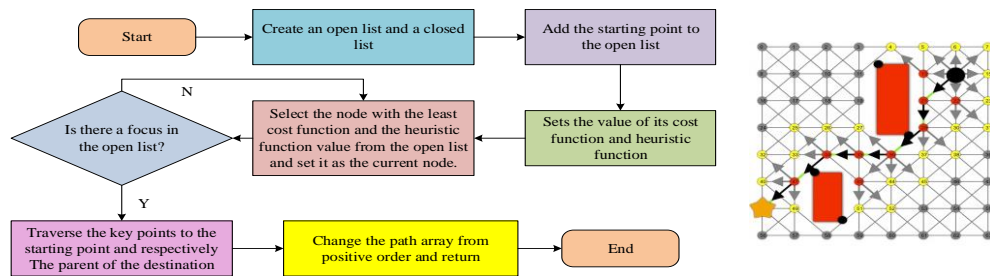 Start
Create an open list and a closed
list
Add the starting point to
the open list
N
Is there a focus in
the open list?
Select the node with the least
cost function and the heuristic
function value from the open list
and set it as the current node.
Sets the value of its cost
function and heuristic
function
Y
Traverse the key points to the
starting point and respectively
The parent of the destination
Change the path array from
positive order and return
End